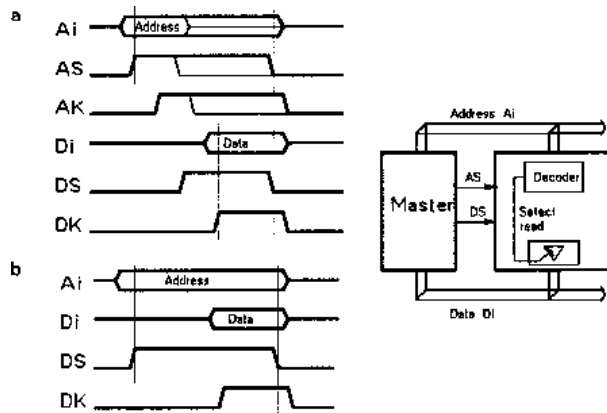 a
Ai
Address
AS
AK
Di
Data
DS
DK
b
Ai
Address
Di
Data
DS
DK
Address Ai
Master
AS
DS
Decoder
Select
read
Data Di